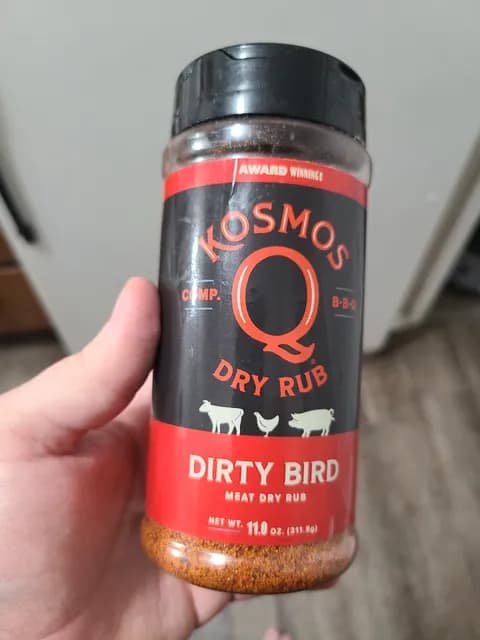 AWARD WINNING
KOSMOS
COMP. Q B-B-Q
DRY RUB
DIRTY BIRD
MEAT DRY RUB
NET WT. 11.0 oz. (311.8g)